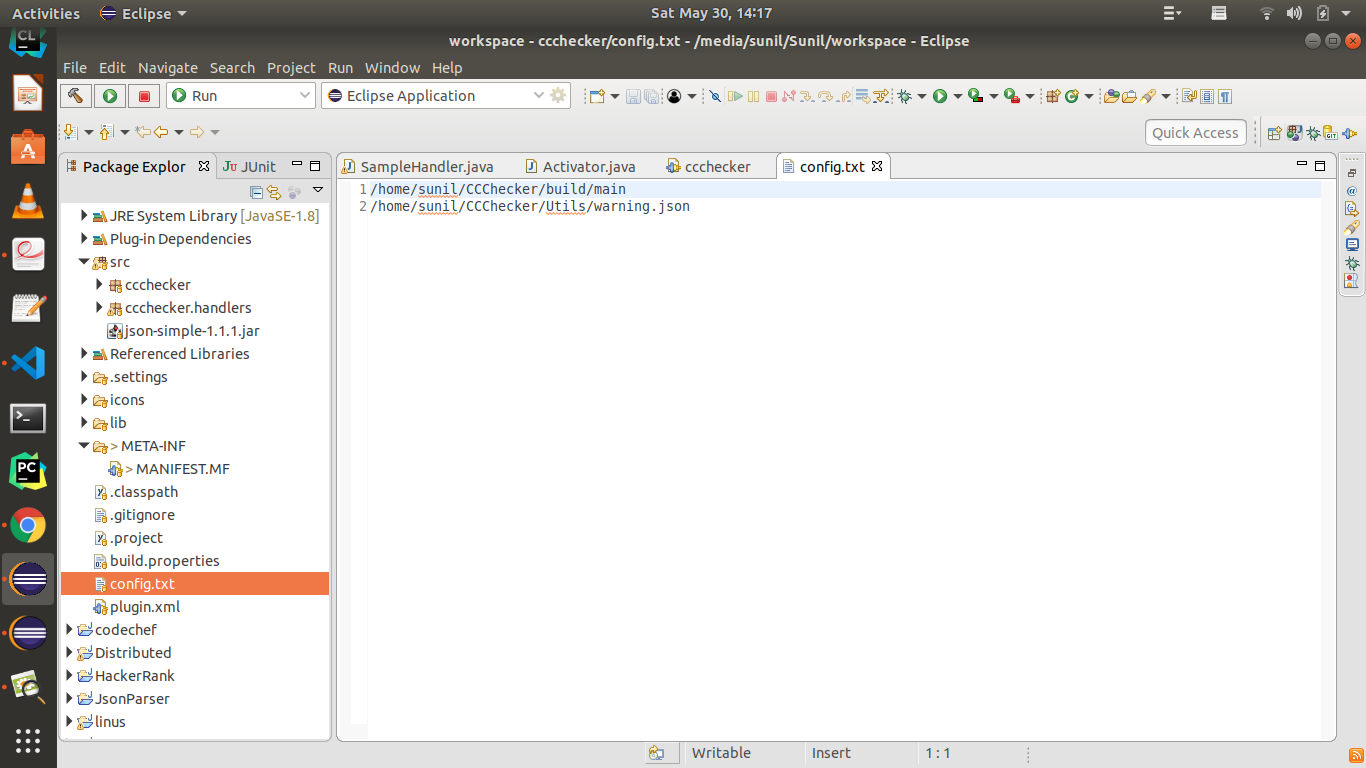 Activities
Eclipse
Sat May 30, 14:17
workspace - ccchecker/config.txt - /media/sunil/Sunil/workspace - Eclipse
File Edit Navigate Search Project Run Window Help
Run
Eclipse Application
Quick Access
Package Explor
JUnit
SampleHandler.java
Activator.java
ccchecker
config.txt
1 /home/sunil/CCChecker/build/main
2 /home/sunil/CCChecker/Utils/warning.json
JRE System Library [JavaSE-1.8]
Plug-in Dependencies
src
ccchecker
ccchecker.handlers
json-simple-1.1.1.jar
Referenced Libraries
.settings
icons
lib
> META-INF
> MANIFEST.MF
.classpath
.gitignore
.project
build.properties
config.txt
plugin.xml
codechef
Distributed
HackerRank
JsonParser
linus
Writable
Insert
1 : 1
CL
PC